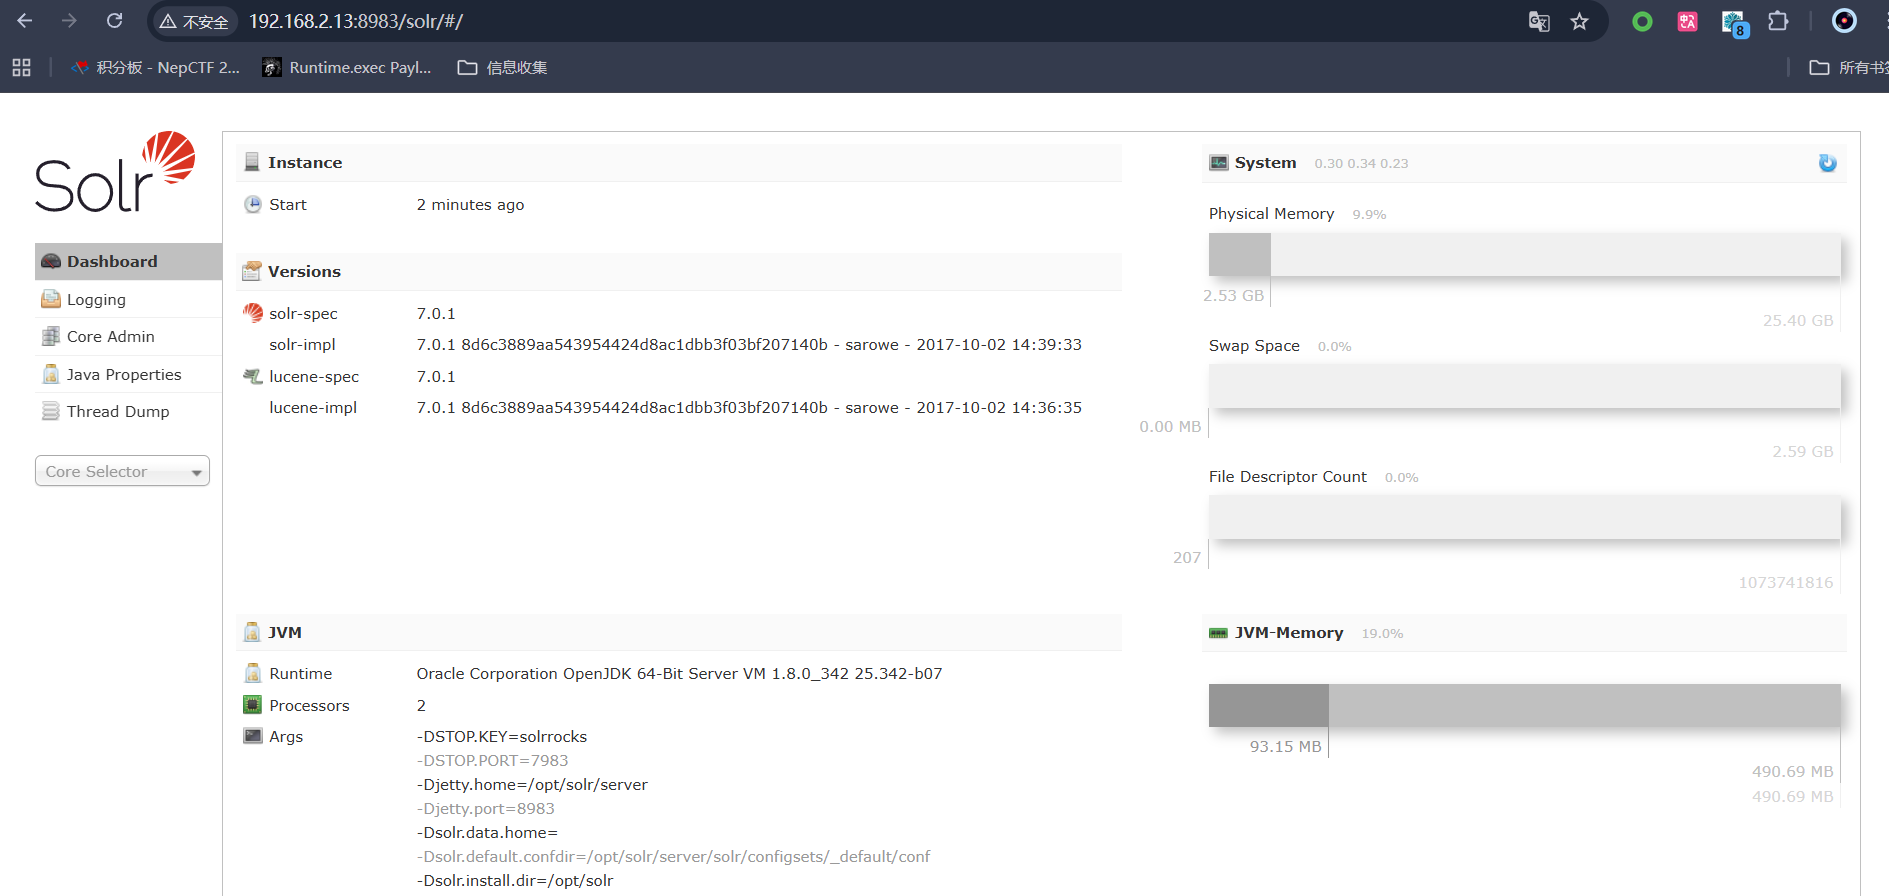 不安全 192.168.2.13:8983/solr/#/
8
积分板 - NepCTF 2...
Runtime.exec Payl...
信息收集
所有书签
Solr
Dashboard
Logging
Core Admin
Java Properties
Thread Dump
Core Selector
Instance
Start 2 minutes ago
Versions
solr-spec 7.0.1
solr-impl 7.0.1 8d6c3889aa543954424d8ac1dbb3f03bf207140b - sarowe - 2017-10-02 14:39:33
lucene-spec 7.0.1
lucene-impl 7.0.1 8d6c3889aa543954424d8ac1dbb3f03bf207140b - sarowe - 2017-10-02 14:36:35
JVM
Runtime Oracle Corporation OpenJDK 64-Bit Server VM 1.8.0_342 25.342-b07
Processors 2
Args -DSTOP.KEY=solrrocks
-DSTOP.PORT=7983
-Djetty.home=/opt/solr/server
-Djetty.port=8983
-Dsolr.data.home=
-Dsolr.default.confdir=/opt/solr/server/solr/configsets/_default/conf
-Dsolr.install.dir=/opt/solr
System 0.30 0.34 0.23
Physical Memory 9.9%
2.53 GB
25.40 GB
Swap Space 0.0%
0.00 MB
2.59 GB
File Descriptor Count 0.0%
207
1073741816
JVM-Memory 19.0%
93.15 MB
490.69 MB
490.69 MB